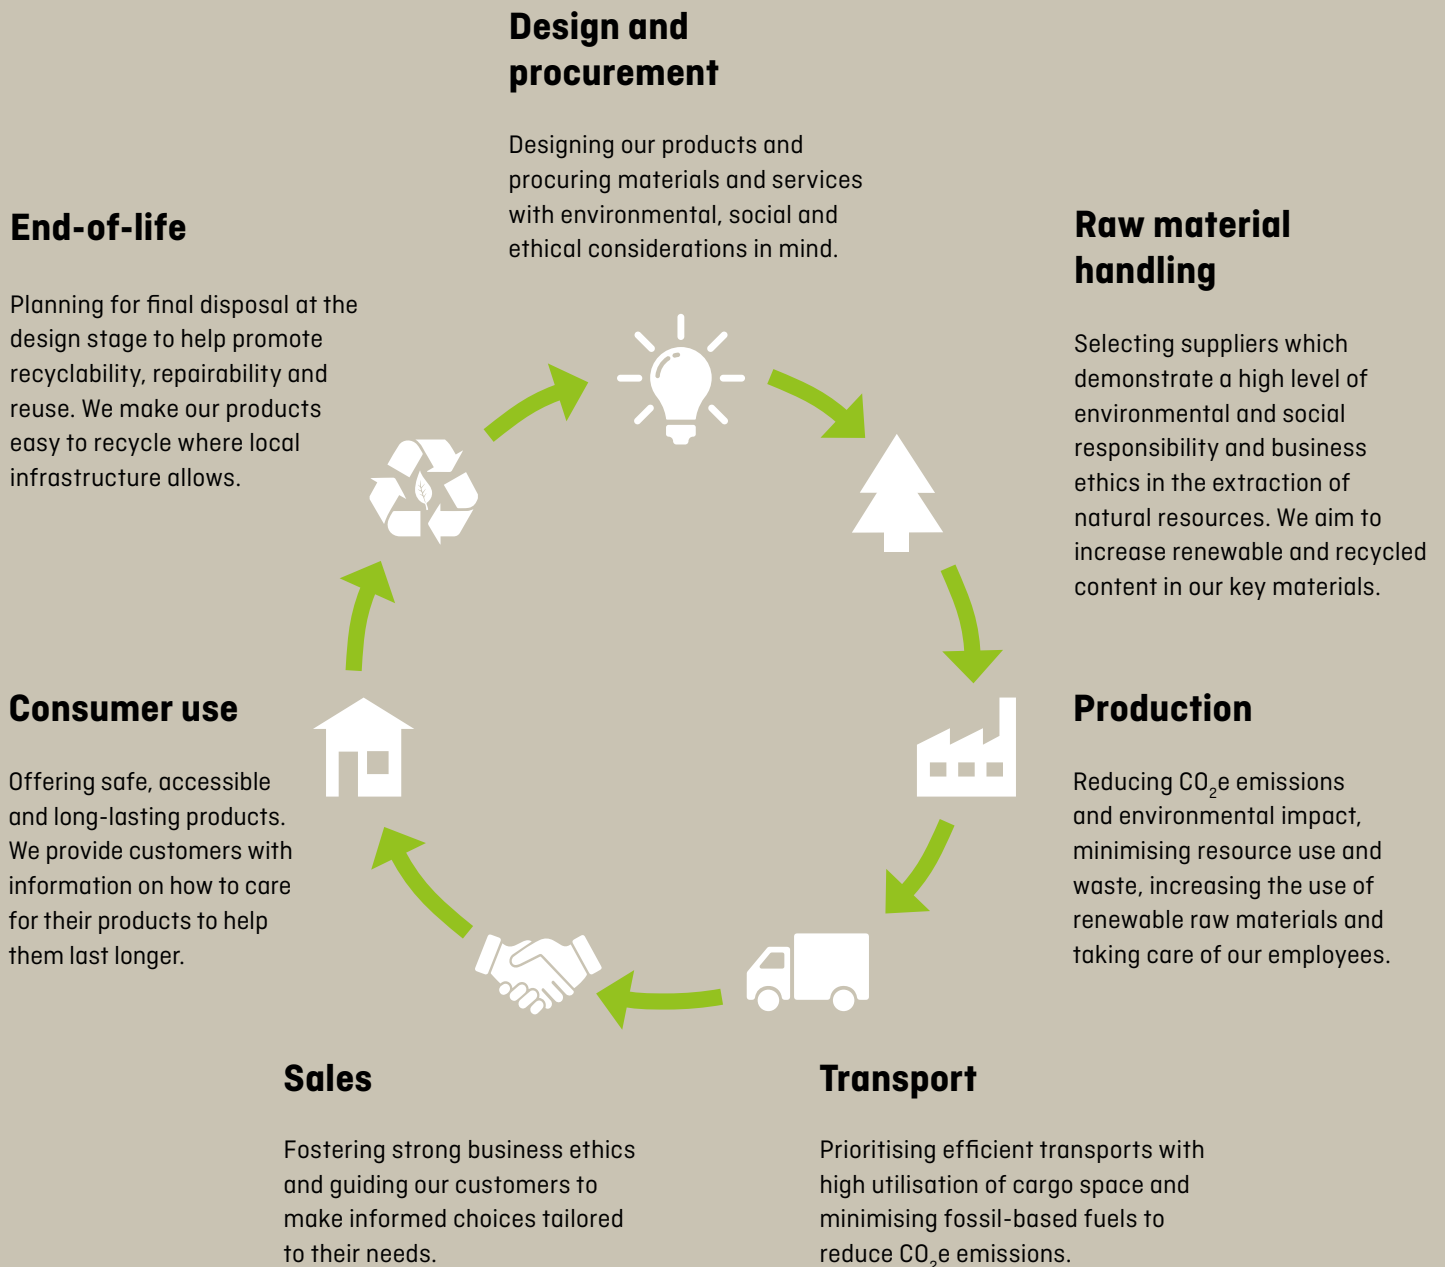 Design and
procurement
Designing our products and
procuring materials and services
with environmental, social and
ethical considerations in mind.
Raw material
handling
Selecting suppliers which
demonstrate a high level of
environmental and social
responsibility and business
ethics in the extraction of
natural resources. We aim to
increase renewable and recycled
content in our key materials.
Production
Reducing CO₂e emissions
and environmental impact,
minimising resource use and
waste, increasing the use of
renewable raw materials and
taking care of our employees.
Transport
Prioritising efficient transports with
high utilisation of cargo space and
minimising fossil-based fuels to
reduce CO₂e emissions.
Sales
Fostering strong business ethics
and guiding our customers to
make informed choices tailored
to their needs.
Consumer use
Offering safe, accessible
and long-lasting products.
We provide customers with
information on how to care
for their products to help
them last longer.
End-of-life
Planning for final disposal at the
design stage to help promote
recyclability, repairability and
reuse. We make our products
easy to recycle where local
infrastructure allows.